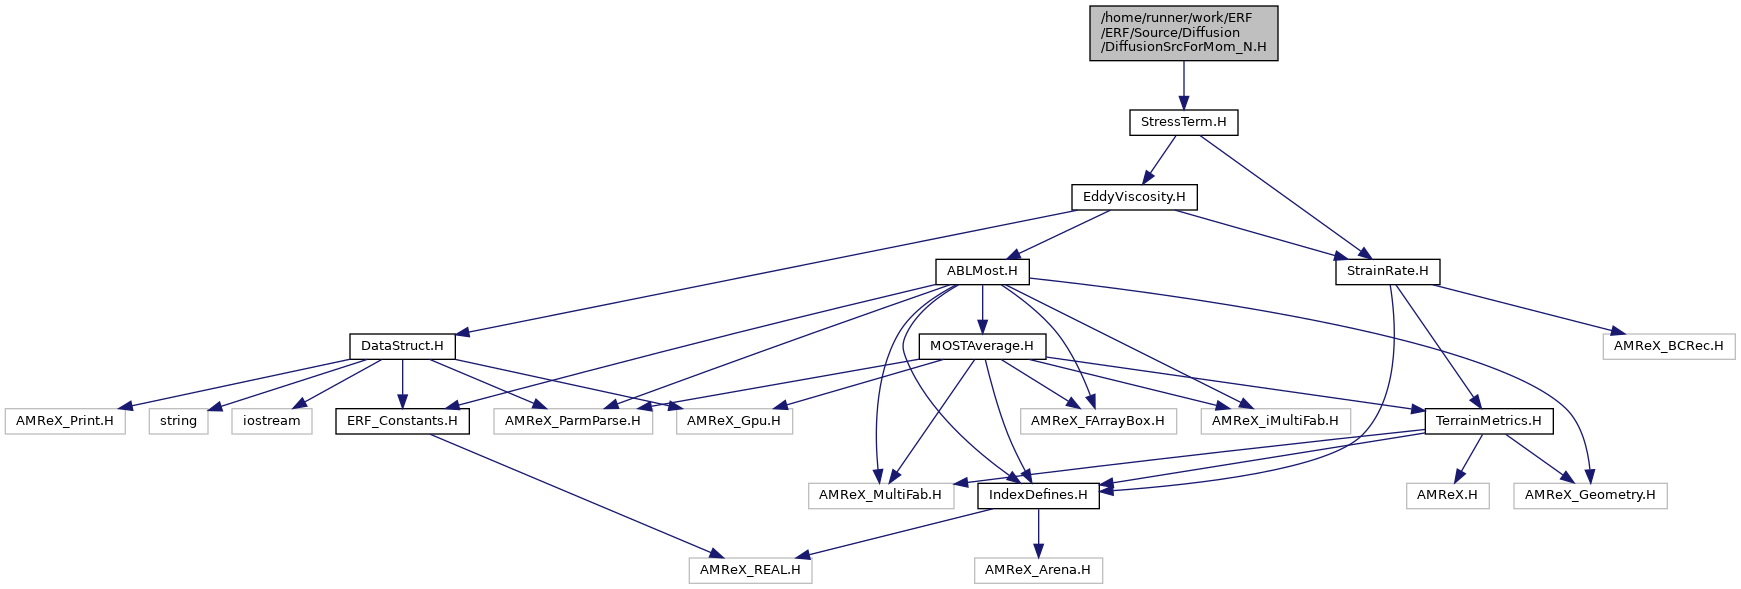 /home/runner/work/ERF
/ERF/Source/Diffusion
/DiffusionSrcForMom_N.H
StressTerm.H
EddyViscosity.H
ABLMost.H
StrainRate.H
DataStruct.H
MOSTAverage.H
AMReX_BCRec.H
AMReX_Print.H
string
iostream
ERF_Constants.H
AMReX_ParmParse.H
AMReX_Gpu.H
AMReX_FArrayBox.H
AMReX_iMultiFab.H
TerrainMetrics.H
AMReX_MultiFab.H
IndexDefines.H
AMReX.H
AMReX_Geometry.H
AMReX_REAL.H
AMReX_Arena.H